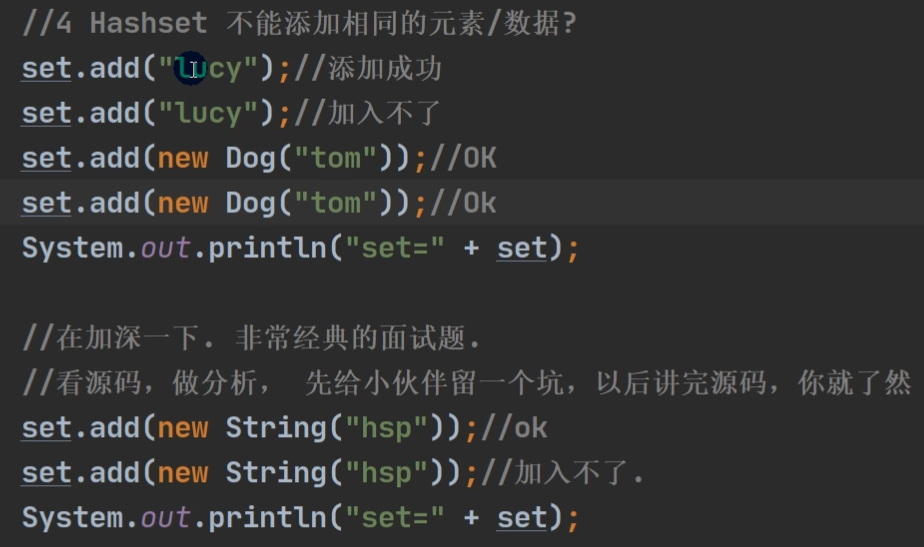 //4 Hashset 不能添加相同的元素/数据?
set.add("lucy");//添加成功
set.add("lucy");//加入不了
set.add(new Dog("tom"));//OK
set.add(new Dog("tom"));//Ok
System.out.println("set=" + set);
//在加深一下. 非常经典的面试题.
//看源码，做分析， 先给小伙伴留一个坑，以后讲完源码，你就了然
set.add(new String("hsp"));//ok
set.add(new String("hsp"));//加入不了.
System.out.println("set=" + set);